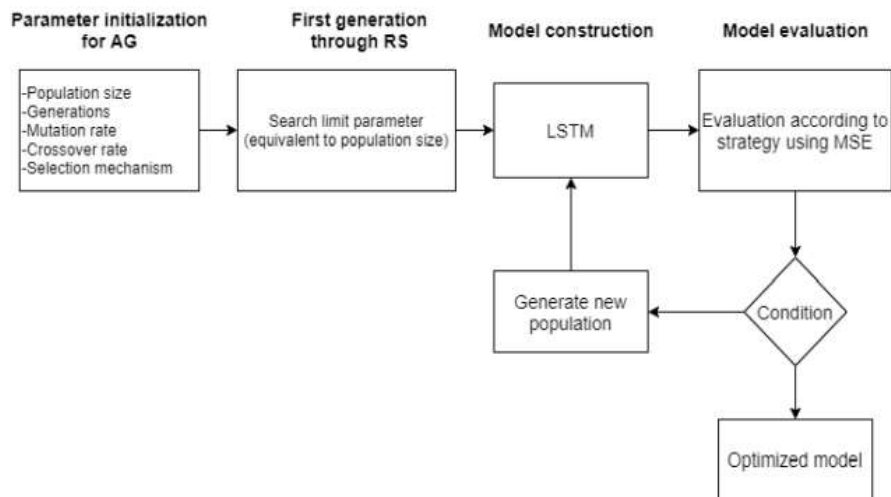 Parameter initialization
for AG
First generation
through RS
Model construction
Model evaluation
-Population size
-Generations
-Mutation rate
-Crossover rate
-Selection mechanism
Search limit parameter
(equivalent to population size)
LSTM
Evaluation according to
strategy using MSE
Generate new
population
Condition
Optimized model